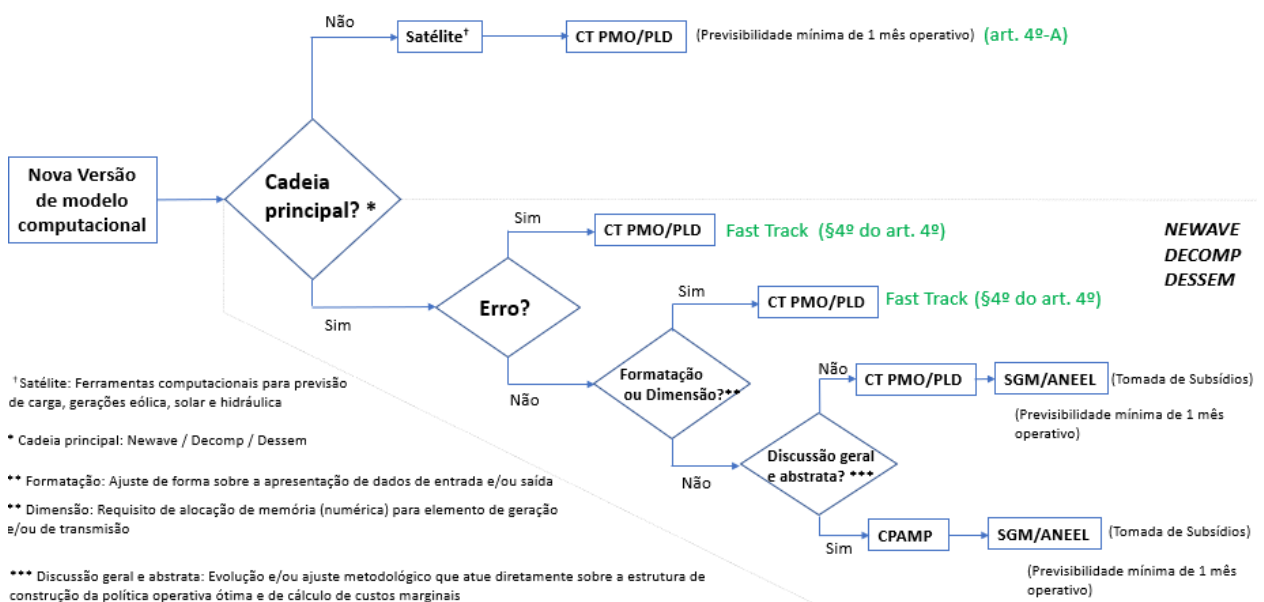 Não
Satélite†
CT PMO/PLD
(Previsibilidade mínima de 1 mês operativo)
(art. 4º-A)
Nova Versão
de modelo
computacional
Cadeia
principal? *
Sim
Sim
CT PMO/PLD
Fast Track (§4º do art. 4º)
NEWAVE
DECOMP
DESSEM
Erro?
Não
Sim
CT PMO/PLD
Fast Track (§4º do art. 4º)
Formatação
ou Dimensão?**
Não
Não
CT PMO/PLD
SGM/ANEEL
(Tomada de Subsídios)
(Previsibilidade mínima de 1 mês
operativo)
Discussão geral
e abstrata? ***
Sim
CPAMP
SGM/ANEEL
(Tomada de Subsídios)
(Previsibilidade mínima de 1 mês
operativo)
†Satélite: Ferramentas computacionais para previsão
de carga, gerações eólica, solar e hidráulica
* Cadeia principal: Newave / Decomp / Dessem
** Formatação: Ajuste de forma sobre a apresentação de dados de entrada e/ou saída
** Dimensão: Requisito de alocação de memória (numérica) para elemento de geração
e/ou de transmissão
*** Discussão geral e abstrata: Evolução e/ou ajuste metodológico que atue diretamente sobre a estrutura de
construção da política operativa ótima e de cálculo de custos marginais